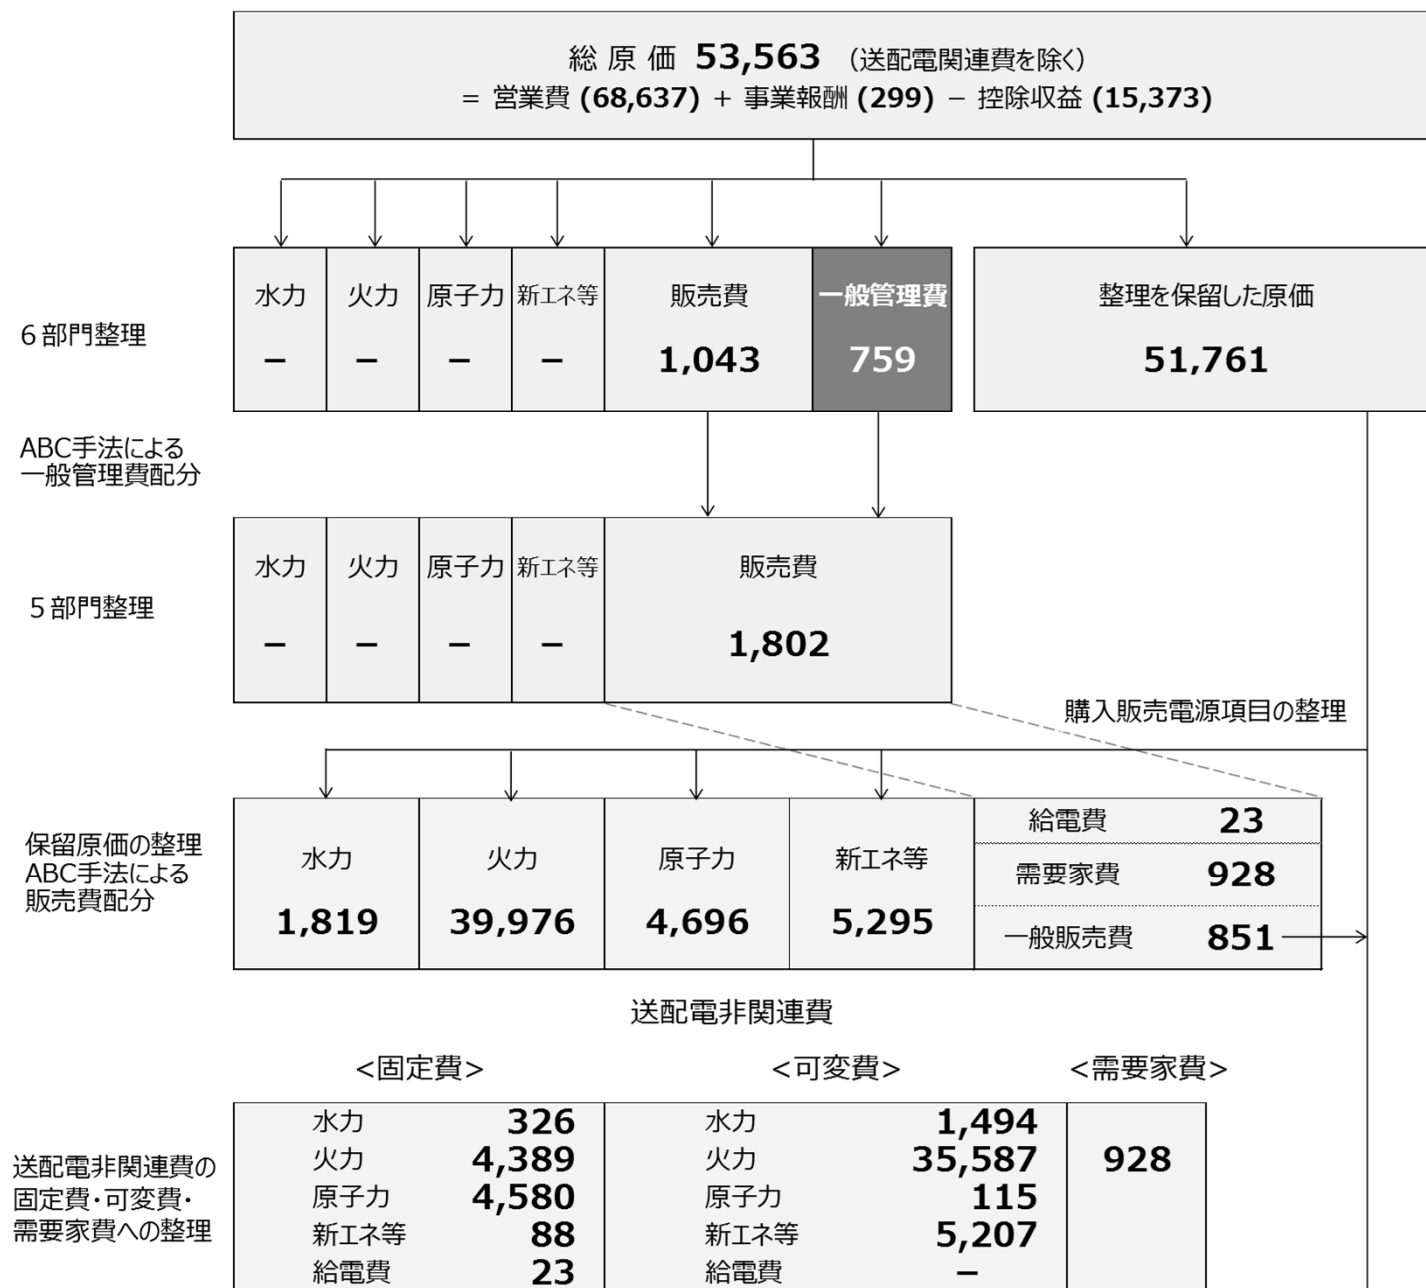 総原価 53,563 (送配電関連費を除く)
= 営業費 (68,637) + 事業報酬 (299) − 控除収益 (15,373)
６部門整理
水力
火力
原子力
新エネ等
販売費
一般管理費
整理を保留した原価
−
−
−
−
1,043
759
51,761
ABC手法による
一般管理費配分
５部門整理
水力
火力
原子力
新エネ等
販売費
−
−
−
−
1,802
購入販売電源項目の整理
保留原価の整理
ABC手法による
販売費配分
水力
火力
原子力
新エネ等
1,819
39,976
4,696
5,295
給電費 23
需要家費 928
一般販売費 851
送配電非関連費
<固定費>
<可変費>
<需要家費>
送配電非関連費の
固定費・可変費・
需要家費への整理
水力 326
火力 4,389
原子力 4,580
新エネ等 88
給電費 23
水力 1,494
火力 35,587
原子力 115
新エネ等 5,207
給電費 −
928